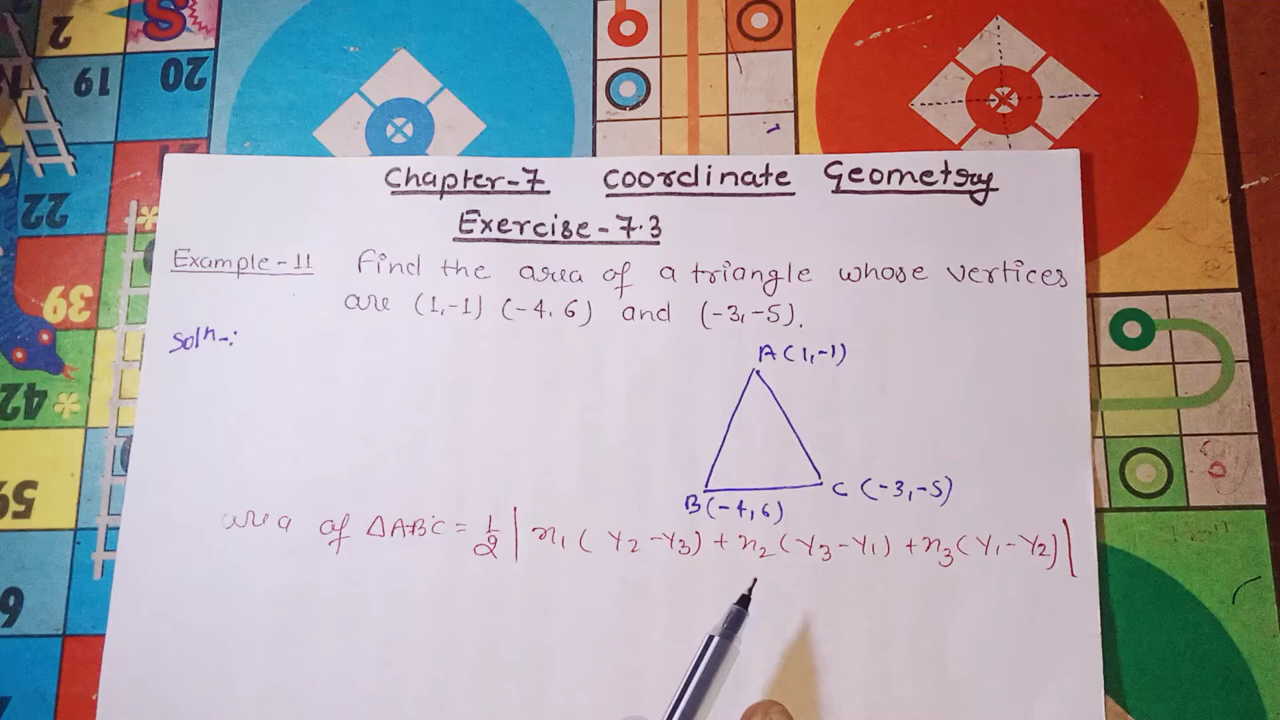 Chapter-7 Coordinate Geometry
Exercise-7.3
Example-11 Find the area of a triangle whose vertices
are (1,-1) (-4,6) and (-3,-5).
Solⁿ-:
A(1,-1)
B(-4,6)
C (-3,-5)
area of ΔABC = 1/2 | x₁ (Y₂-Y₃) + x₂ (Y₃-Y₁) + x₃ (Y₁-Y₂) |
2
S
19
20
22
39
42
59
6